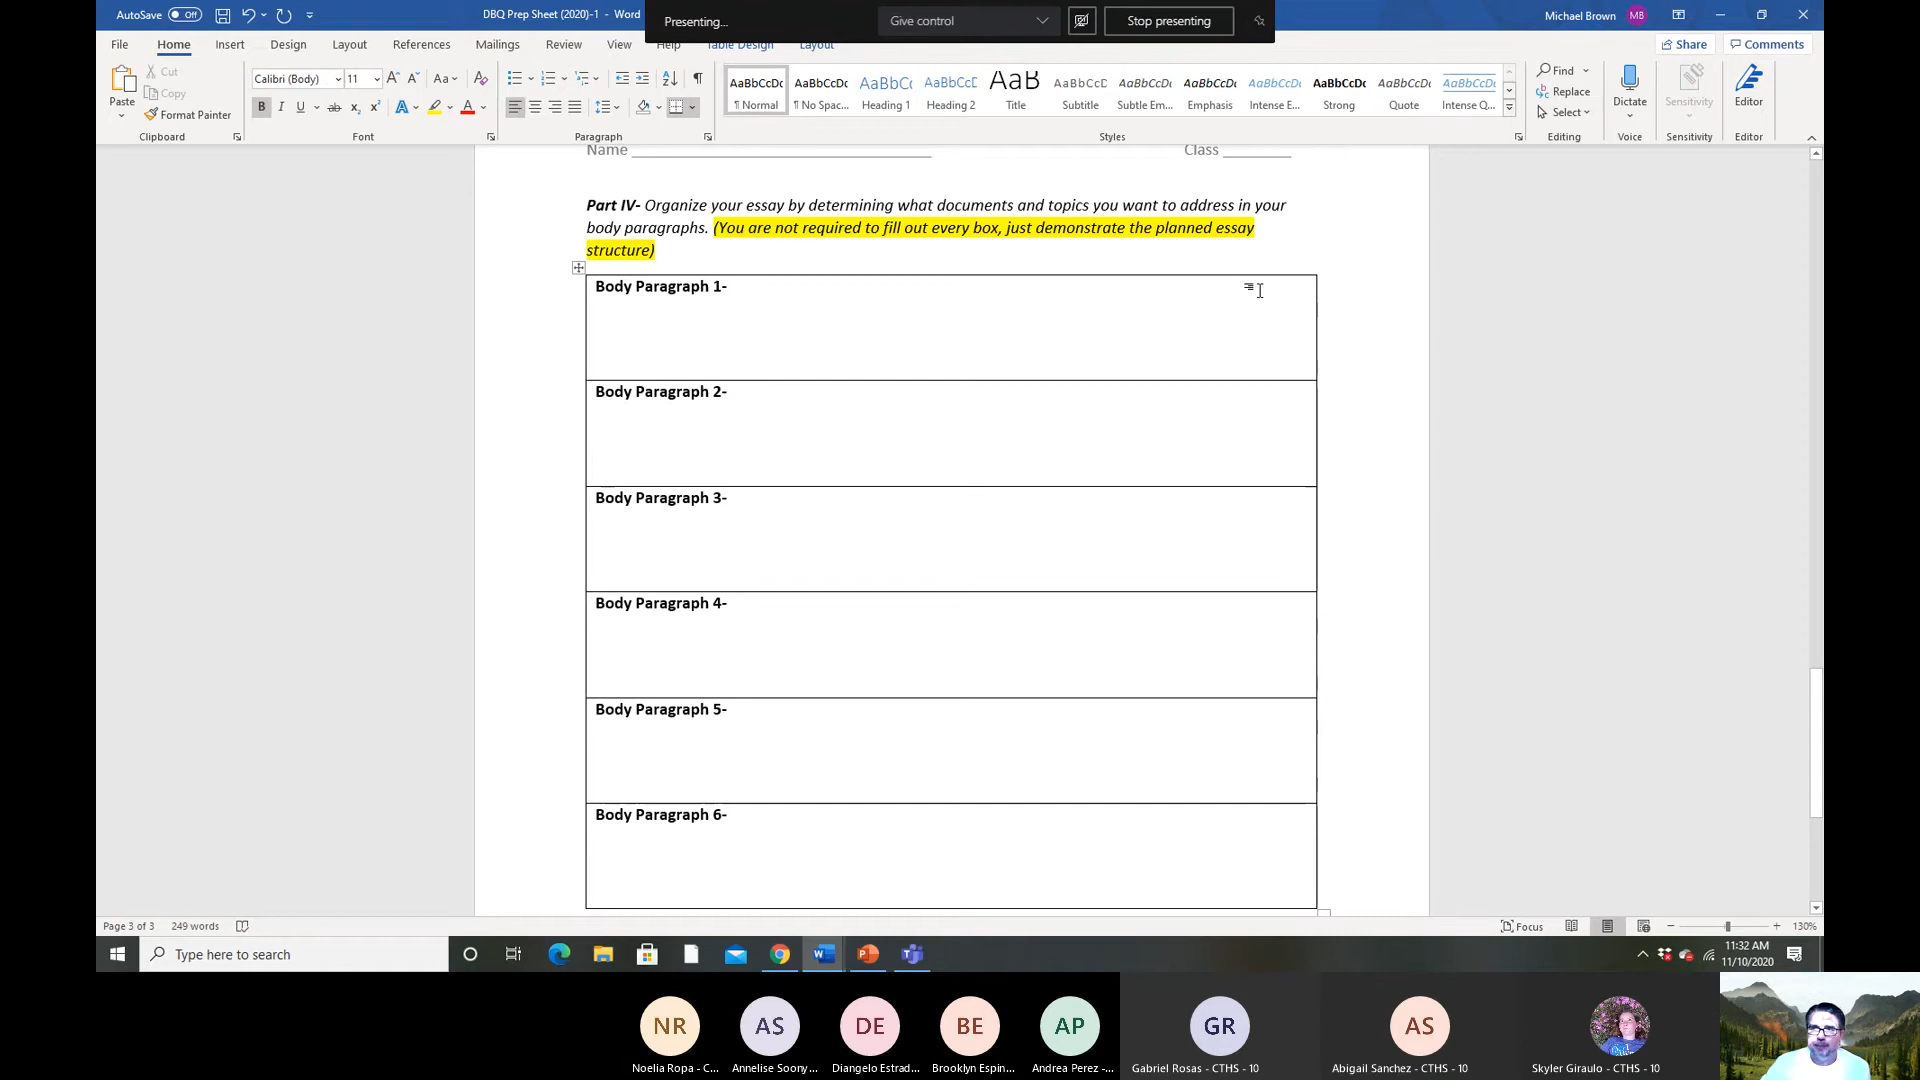 AutoSave Off DBQ Prep Sheet (2020)-1 - Word Presenting... Give control Stop presenting Michael Brown MB
File Home Insert Design Layout References Mailings Review View Help Table Design Layout Share Comments
Paste Cut Copy Format Painter
Calibri (Body) 11
AaBbCcDc AaBbCcDc AaBbCc AaBbCcD AaB AaBbCcD AaBbCcDc AaBbCcDc AaBbCcDc AaBbCcDc AaBbCcDc AaBbCcDc
¶ Normal ¶ No Spac... Heading 1 Heading 2 Title Subtitle Subtle Em... Emphasis Intense E... Strong Quote Intense Q...
Find Replace Select Dictate Sensitivity Editor
Clipboard Font Paragraph Styles Editing Voice Sensitivity Editor
Name Class
Part IV- Organize your essay by determining what documents and topics you want to address in your
body paragraphs. (You are not required to fill out every box, just demonstrate the planned essay
structure)
Body Paragraph 1-
Body Paragraph 2-
Body Paragraph 3-
Body Paragraph 4-
Body Paragraph 5-
Body Paragraph 6-
Page 3 of 3 249 words Focus 130%
Type here to search 11:32 AM
11/10/2020
NR AS DE BE AP GR AS
Noelia Ropa - C... Annelise Soony... Diangelo Estrad... Brooklyn Espin... Andrea Perez -... Gabriel Rosas - CTHS - 10 Abigail Sanchez - CTHS - 10 Skyler Giraulo - CTHS - 10